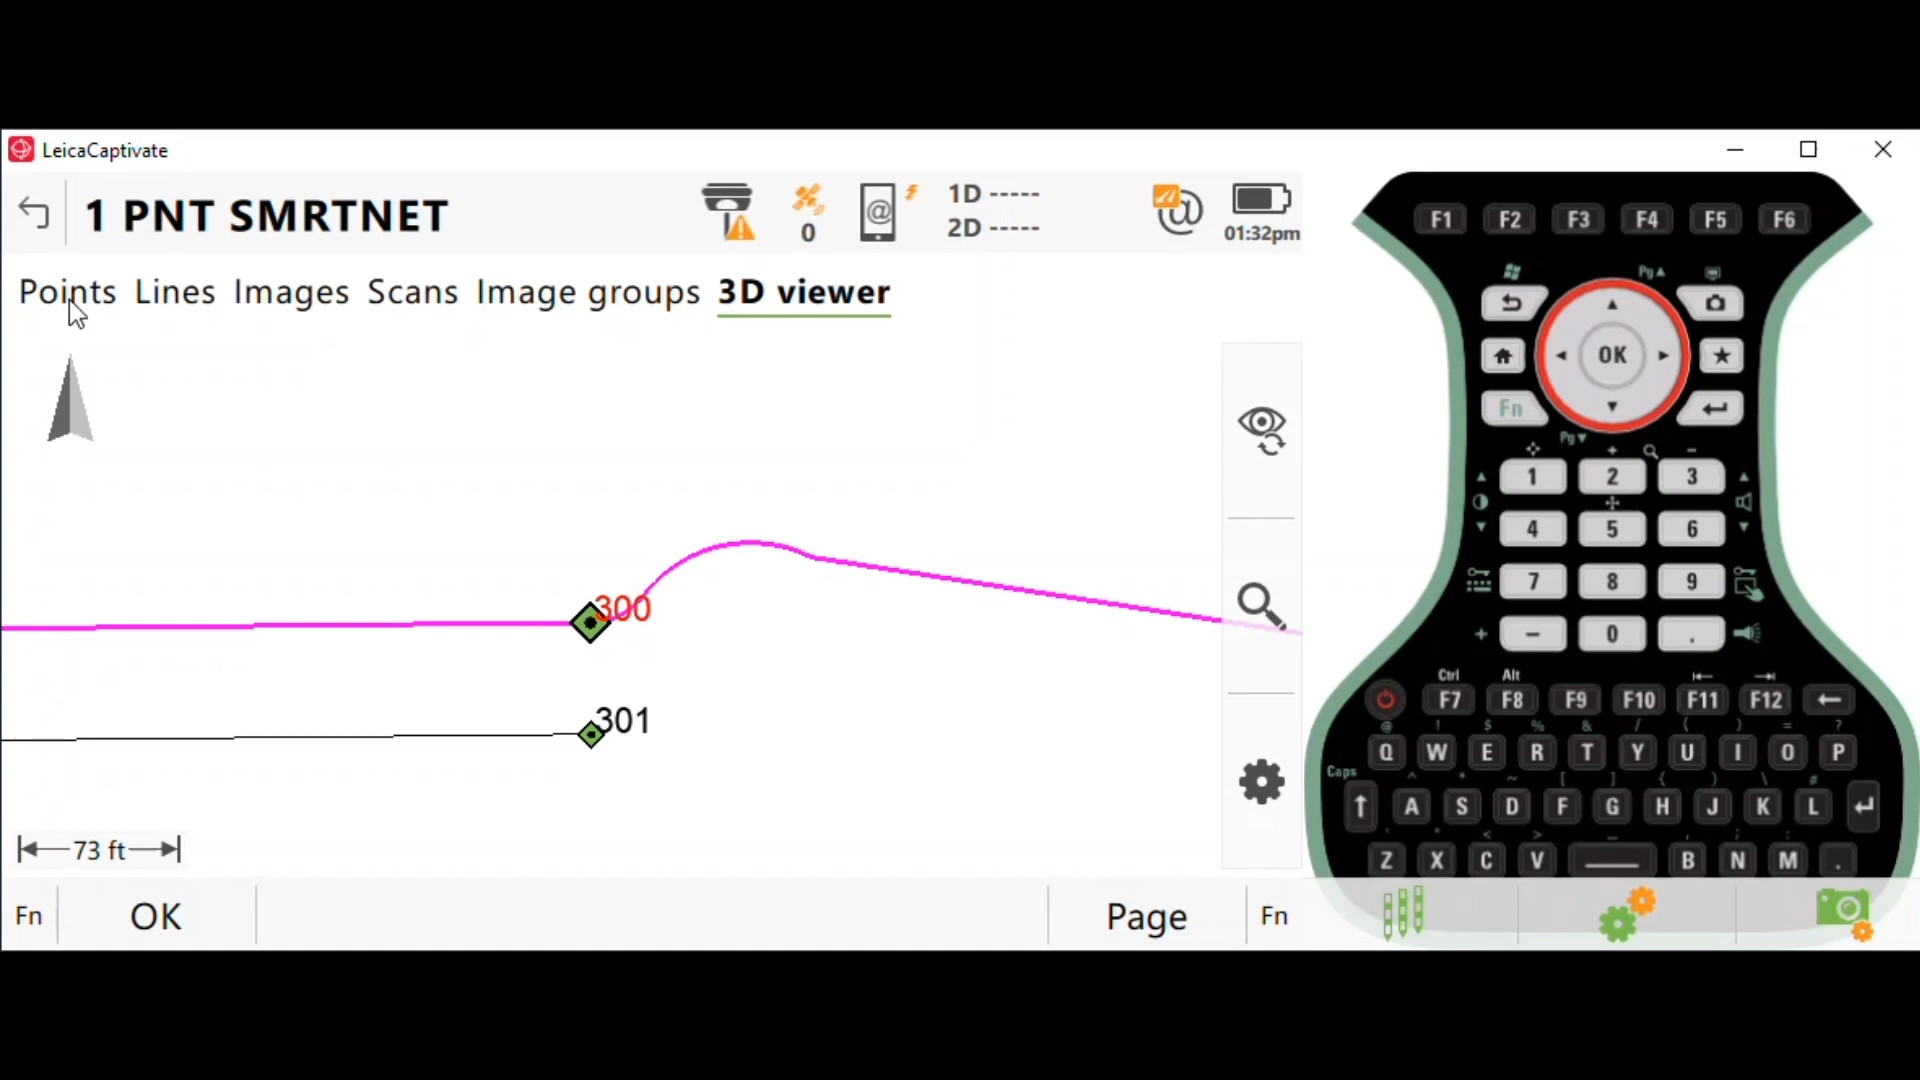 LeicaCaptivate
1 PNT SMRTNET
0
@
1D -----
2D -----
@
01:32pm
Points Lines Images Scans Image groups 3D viewer
300
301
73 ft
Fn OK Page Fn
F1 F2 F3 F4 F5 F6
Pg
OK
Fn
Pg
+ -
1 2 3
4 5 6
7 8 9
+ - 0 .
Ctrl Alt
F7 F8 F9 F10 F11 F12
@ ! $ % & / ( ) = ?
Q W E R T Y U I O P
Caps ^ * ~ [ ] { } \ #
A S D F G H J K L
' " < > _ , ; :
Z X C V B N M .